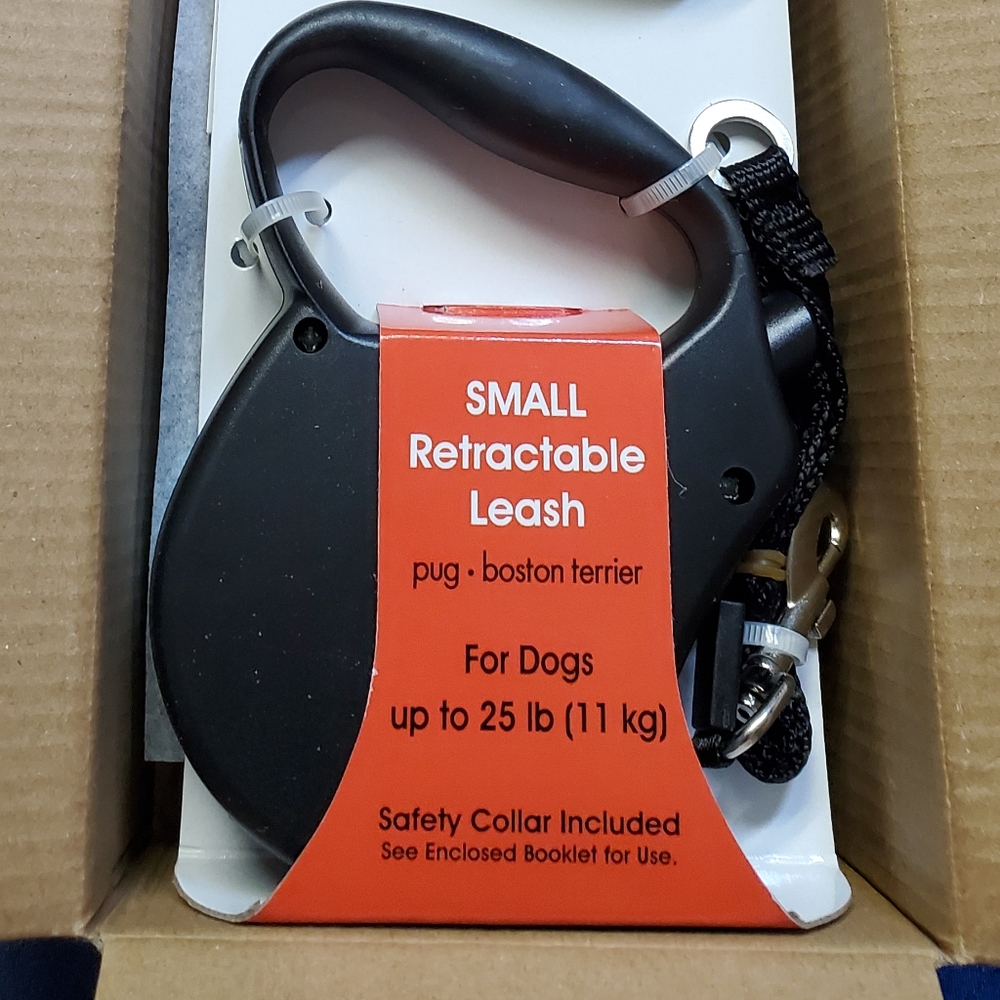 SMALL
Retractable
Leash
pug • boston terrier
For Dogs
up to 25 lb (11 kg)
Safety Collar Included
See Enclosed Booklet for Use.